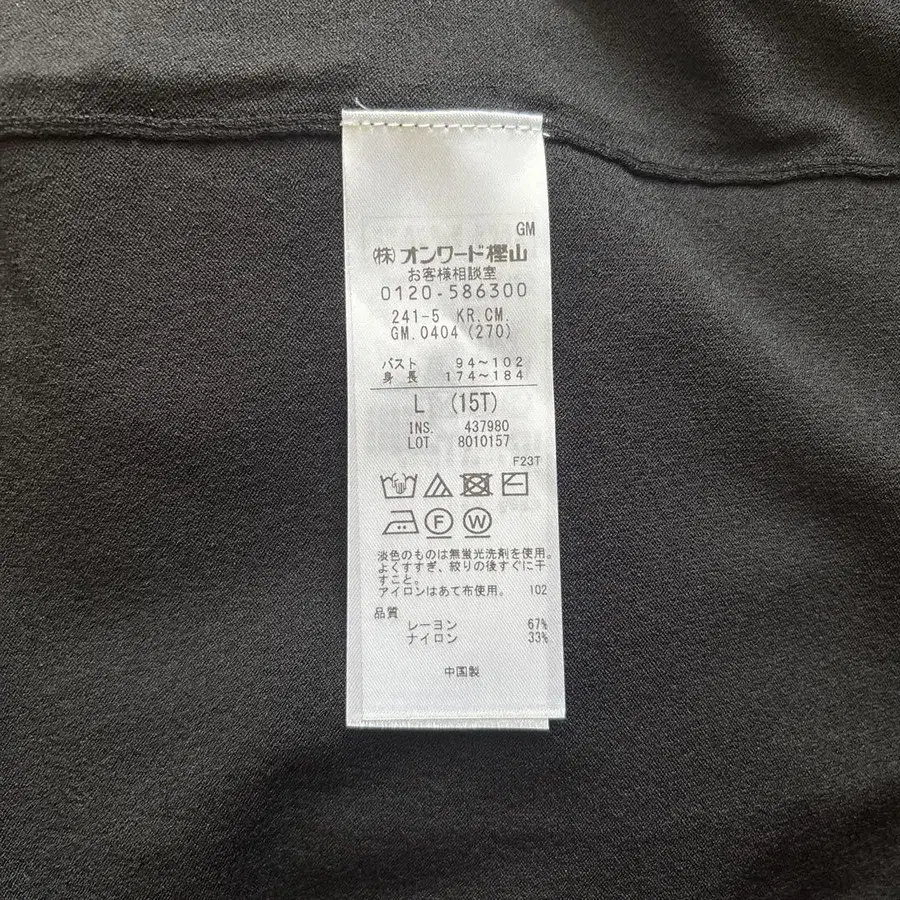 GM
(株)オンワード樫山
お客様相談室
0120-586300
241-5 KR.CM.
GM.0404 (270)
バスト 94～102
身長 174～184
L (15T)
INS. 437980
LOT 8010157
F23T
F W
淡色のものは無蛍光洗剤を使用。
よくすすぎ、絞りの後すぐに干
すこと。
アイロンはあて布使用。 102
品質
レーヨン 67%
ナイロン 33%
中国製